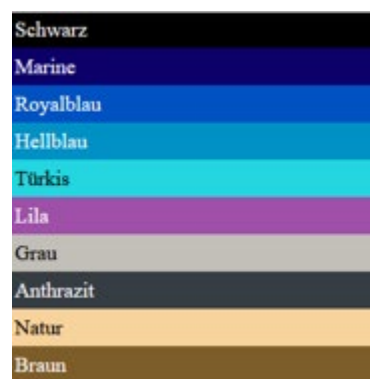 Schwarz
Marine
Royalblau
Hellblau
Türkis
Lila
Grau
Anthrazit
Natur
Braun